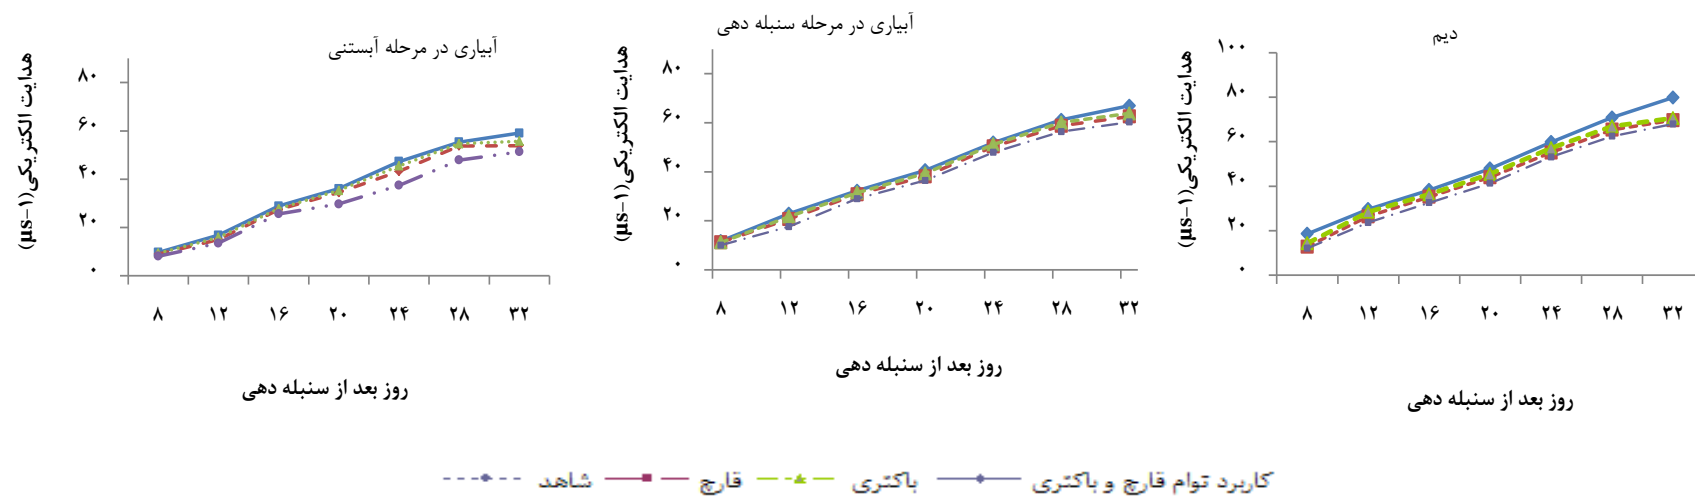 آبیاری در مرحله آبستنی
هدایت الکتریکی(µs-۱)
۸۰
۶۰
۴۰
۲۰
۰
۸ ۱۲ ۱۶ ۲۰ ۲۴ ۲۸ ۳۲
روز بعد از سنبله دهی
آبیاری در مرحله سنبله دهی
هدایت الکتریکی(µs-۱)
۸۰
۶۰
۴۰
۲۰
۰
۸ ۱۲ ۱۶ ۲۰ ۲۴ ۲۸ ۳۲
روز بعد از سنبله دهی
دیم
هدایت الکتریکی(µs-۱)
۱۰۰
۸۰
۶۰
۴۰
۲۰
۰
۸ ۱۲ ۱۶ ۲۰ ۲۴ ۲۸ ۳۲
روز بعد از سنبله دهی
کاربرد توام قارچ و باکتری باکتری قارچ شاهد